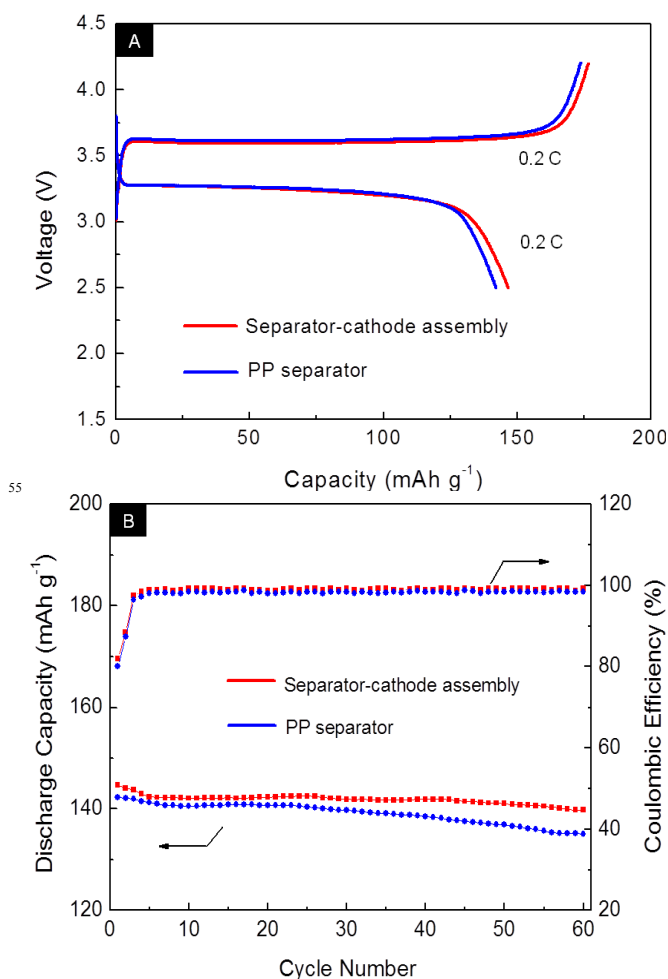 A
4.5
4.0
3.5
3.0
2.5
2.0
1.5
Voltage (V)
0.2 C
0.2 C
Separator-cathode assembly
PP separator
0 50 100 150 200
Capacity (mAh g-1)
55
B
200
180
160
140
120
Discharge Capacity (mAh g-1)
120
100
80
60
40
20
Coulombic Efficiency (%)
Separator-cathode assembly
PP separator
0 10 20 30 40 50 60
Cycle Number